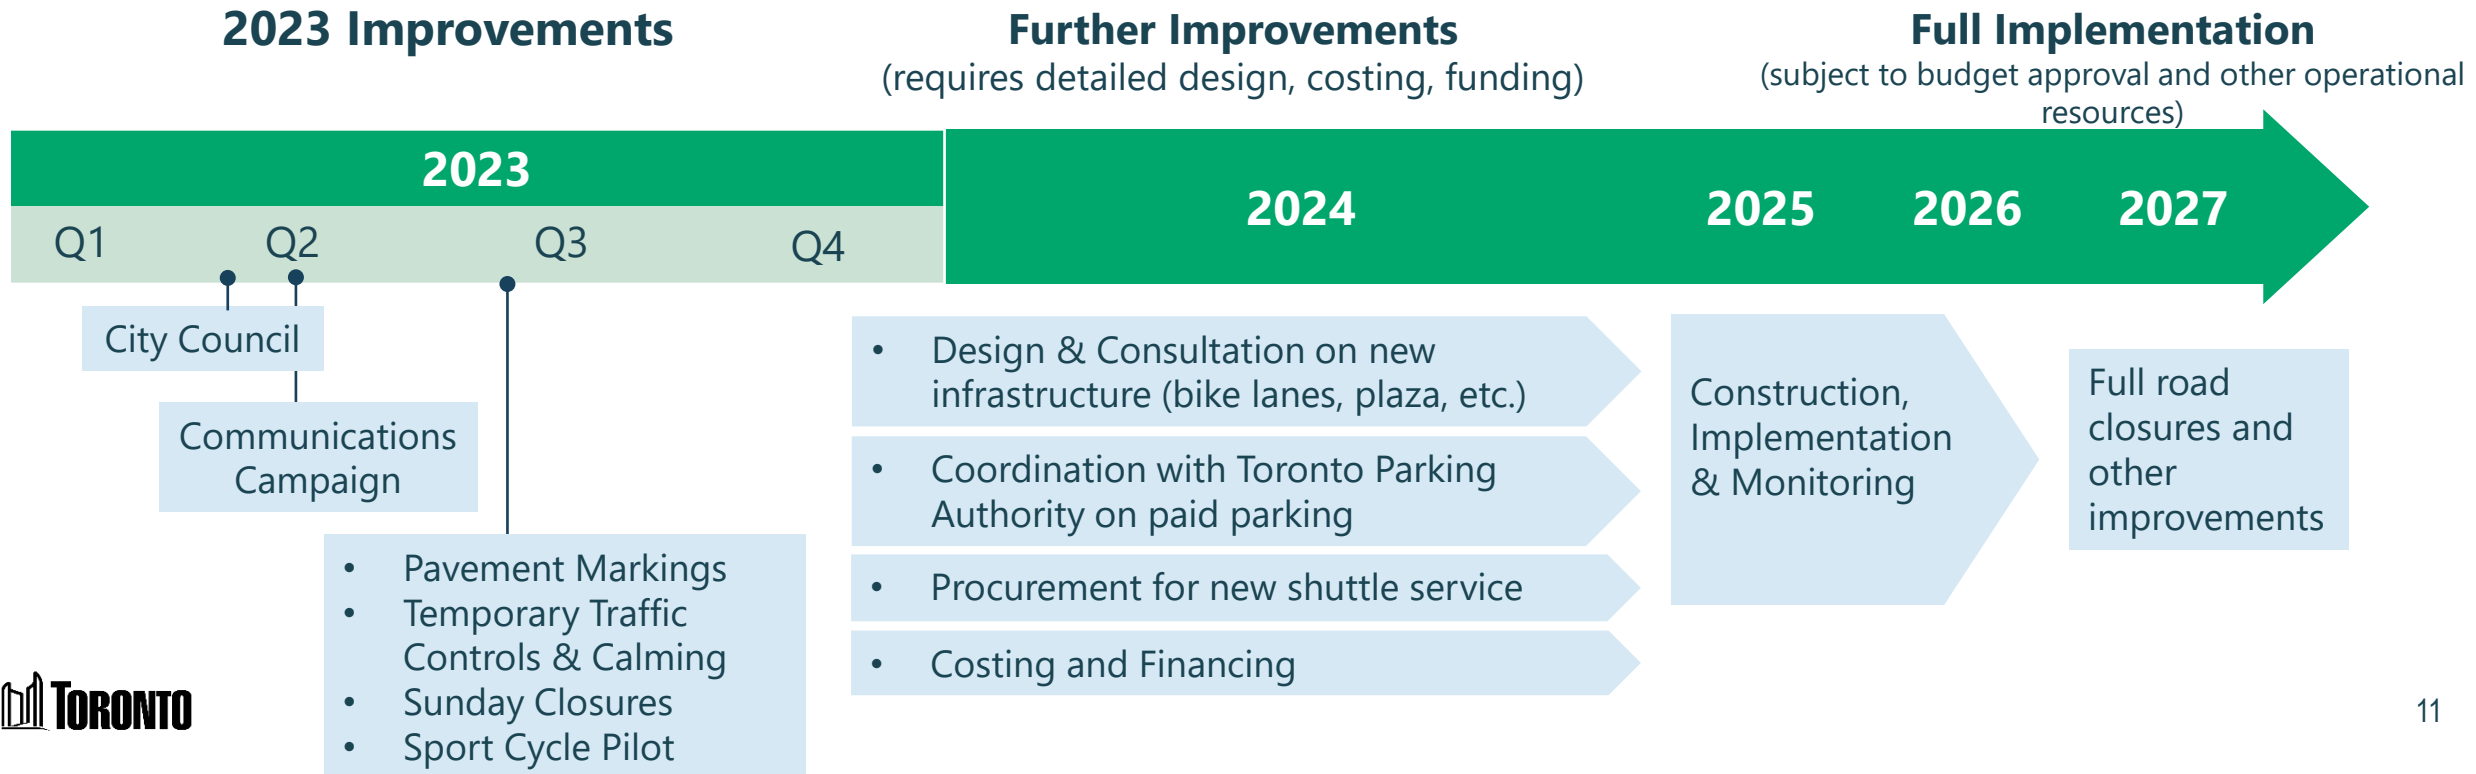 2023 Improvements
Further Improvements
(requires detailed design, costing, funding)
Full Implementation
(subject to budget approval and other operational
resources)
2023
Q1
Q2
Q3
Q4
2024
2025
2026
2027
City Council
Communications
Campaign
• Pavement Markings
• Temporary Traffic
Controls & Calming
• Sunday Closures
• Sport Cycle Pilot
• Design & Consultation on new
infrastructure (bike lanes, plaza, etc.)
• Coordination with Toronto Parking
Authority on paid parking
• Procurement for new shuttle service
• Costing and Financing
Construction,
Implementation
& Monitoring
Full road
closures and
other
improvements
TORONTO
11